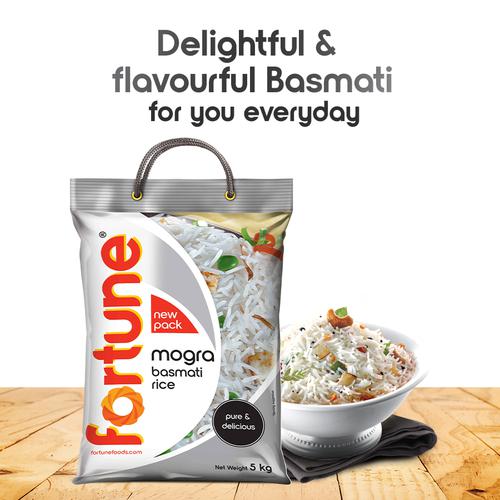 Delightful &
flavourful Basmati
for you everyday
fortune®
new
pack
mogra
basmati
rice
pure &
delicious
fortunefoods.com
Net Weight 5 kg